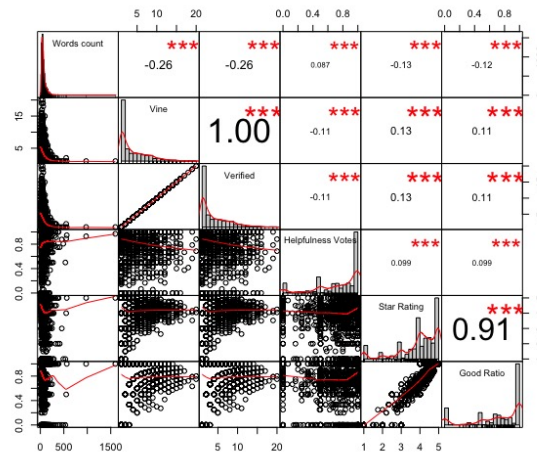 5 10 20 0.0 0.4 0.8 0.0 0.4 0.8
Words count
-0.26 ***
-0.26 ***
0.087 ***
-0.13 ***
-0.12 ***
5 15
Vine
1.00 ***
-0.11 ***
0.13 ***
0.11 ***
Verified
-0.11 ***
0.13 ***
0.11 ***
0.0 0.4 0.8
Helpfulness Votes
0.099 ***
0.099 ***
Star Rating
0.91 ***
0.0 0.4 0.8
Good Ratio
0 500 1500 5 10 20 1 2 3 4 5